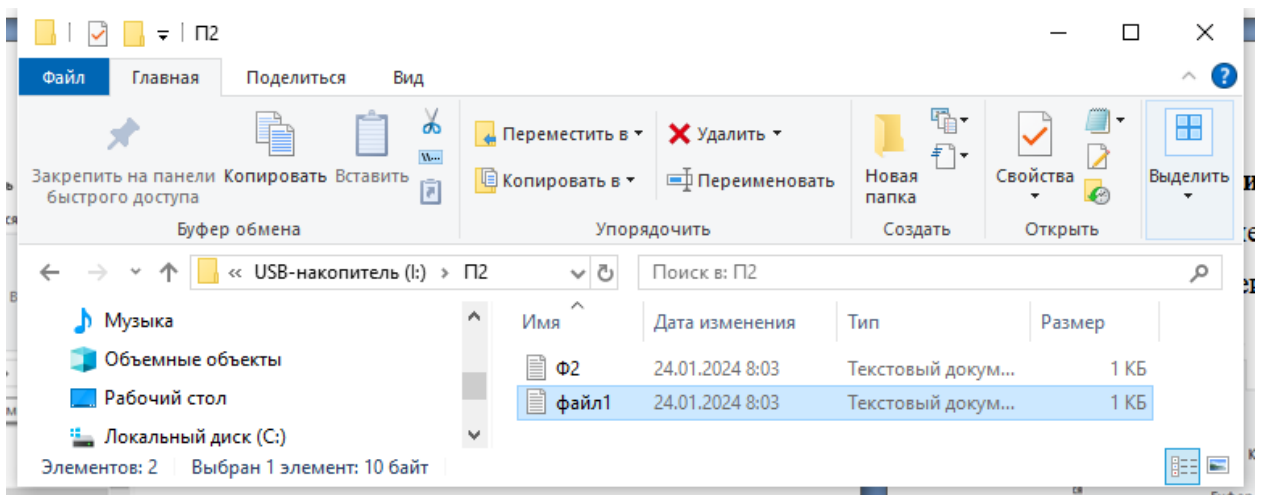 П2
Файл Главная Поделиться Вид
Закрепить на панели быстрого доступа
Копировать
Вставить
Буфер обмена
Переместить в
Копировать в
Удалить
Переименовать
Упорядочить
Новая папка
Создать
Свойства
Открыть
Выделить
« USB-накопитель (I:) > П2
Поиск в: П2
Музыка
Объемные объекты
Рабочий стол
Локальный диск (C:)
Имя Дата изменения Тип Размер
Ф2 24.01.2024 8:03 Текстовый докум... 1 КБ
файл1 24.01.2024 8:03 Текстовый докум... 1 КБ
Элементов: 2 Выбран 1 элемент: 10 байт